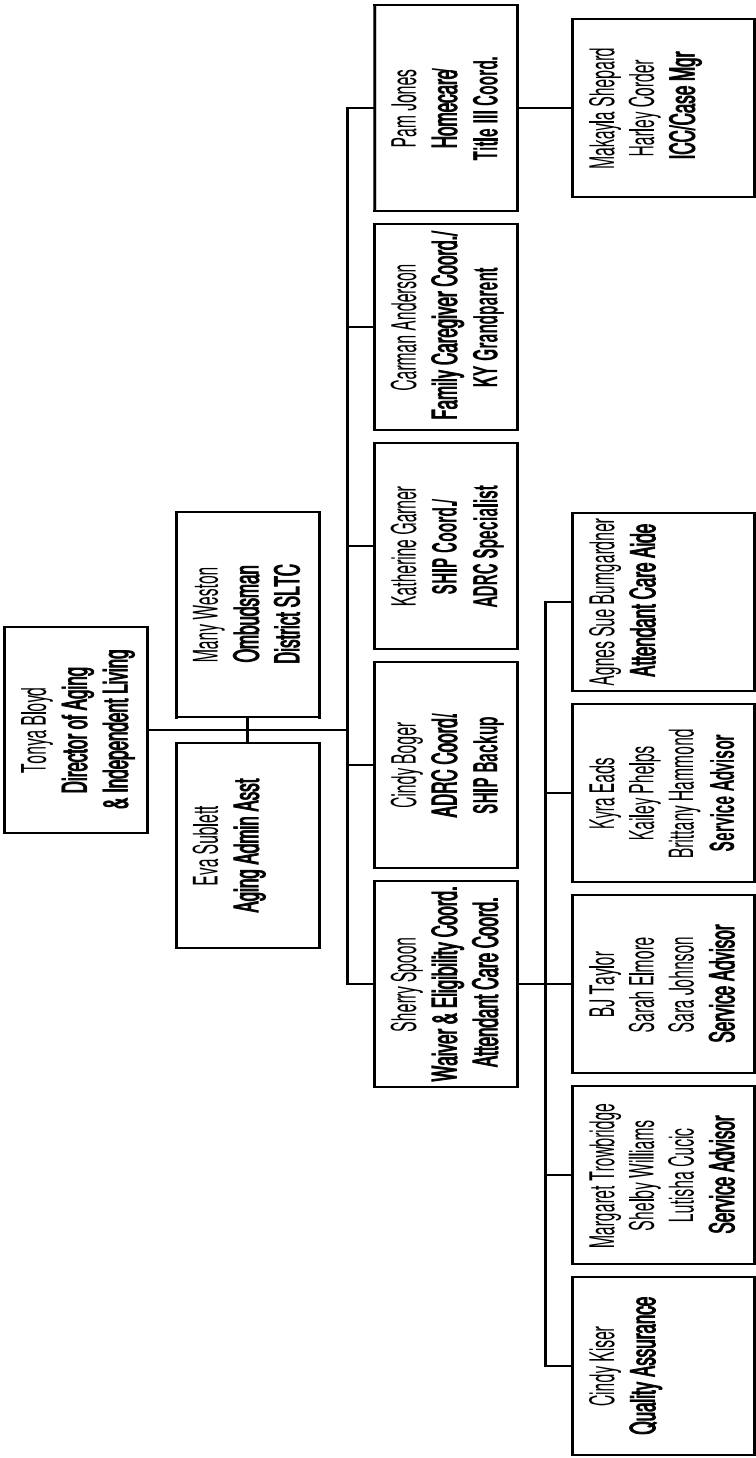 Tonya Bloyd
Director of Aging
& Independent Living
Eva Sublett
Aging Admin Asst
Many Weston
Ombudsman
District SLTC
Sherry Spoon
Waiver & Eligibility Coord.
Attendant Care Coord.
Cindy Boger
ADRC Coord./
SHIP Backup
Katherine Garner
SHIP Coord./
ADRC Specialist
Carman Anderson
Family Caregiver Coord./
KY Grandparent
Pam Jones
Homecare/
Title III Coord.
Cindy Kiser
Quality Assurance
Margaret Trowbridge
Shelby Williams
Lutisha Cucic
Service Advisor
BJ Taylor
Sarah Elmore
Sara Johnson
Service Advisor
Kyra Eads
Kailey Phelps
Brittany Hammond
Service Advisor
Agnes Sue Bumgardner
Attendant Care Aide
Makayla Shepard
Harley Corder
ICC/Case Mgr